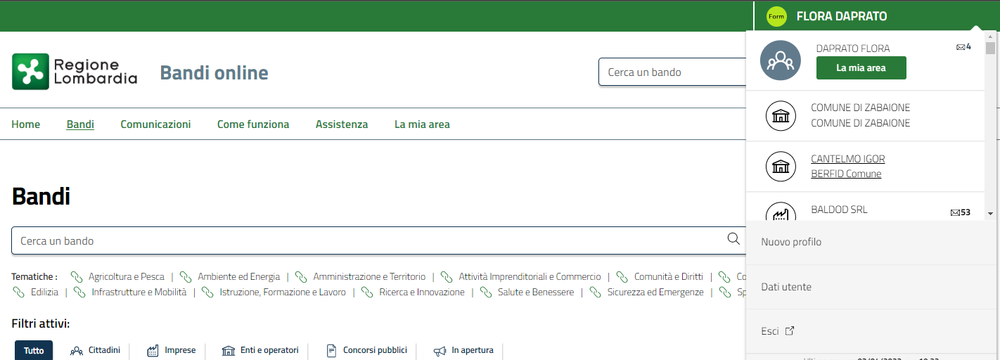 Form FLORA DAPRATO
Regione
Lombardia
Bandi online
Cerca un bando
DAPRATO FLORA
4
La mia area
COMUNE DI ZABAIONE
COMUNE DI ZABAIONE
CANTELMO IGOR
BERFID Comune
BALDOD SRL
53
Nuovo profilo
Dati utente
Esci
Home Bandi Comunicazioni Come funziona Assistenza La mia area
Bandi
Cerca un bando
Tematiche : Agricoltura e Pesca | Ambiente ed Energia | Amministrazione e Territorio | Attività Imprenditoriali e Commercio | Comunità e Diritti | Co
Edilizia | Infrastrutture e Mobilità | Istruzione, Formazione e Lavoro | Ricerca e Innovazione | Salute e Benessere | Sicurezza ed Emergenze | Sp
Filtri attivi:
Tutto Cittadini Imprese Enti e operatori Concorsi pubblici In apertura